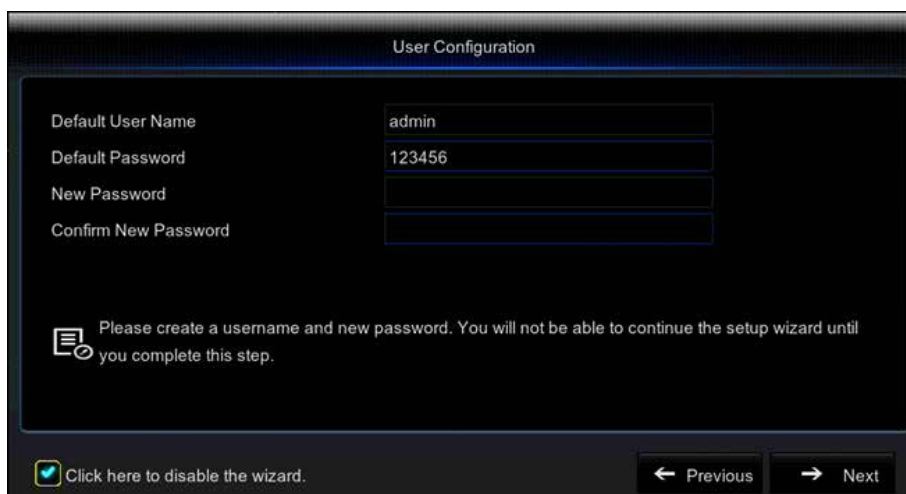 User Configuration
Default User Name admin
Default Password 123456
New Password
Confirm New Password
Please create a username and new password. You will not be able to continue the setup wizard until
you complete this step.
Click here to disable the wizard. Previous Next